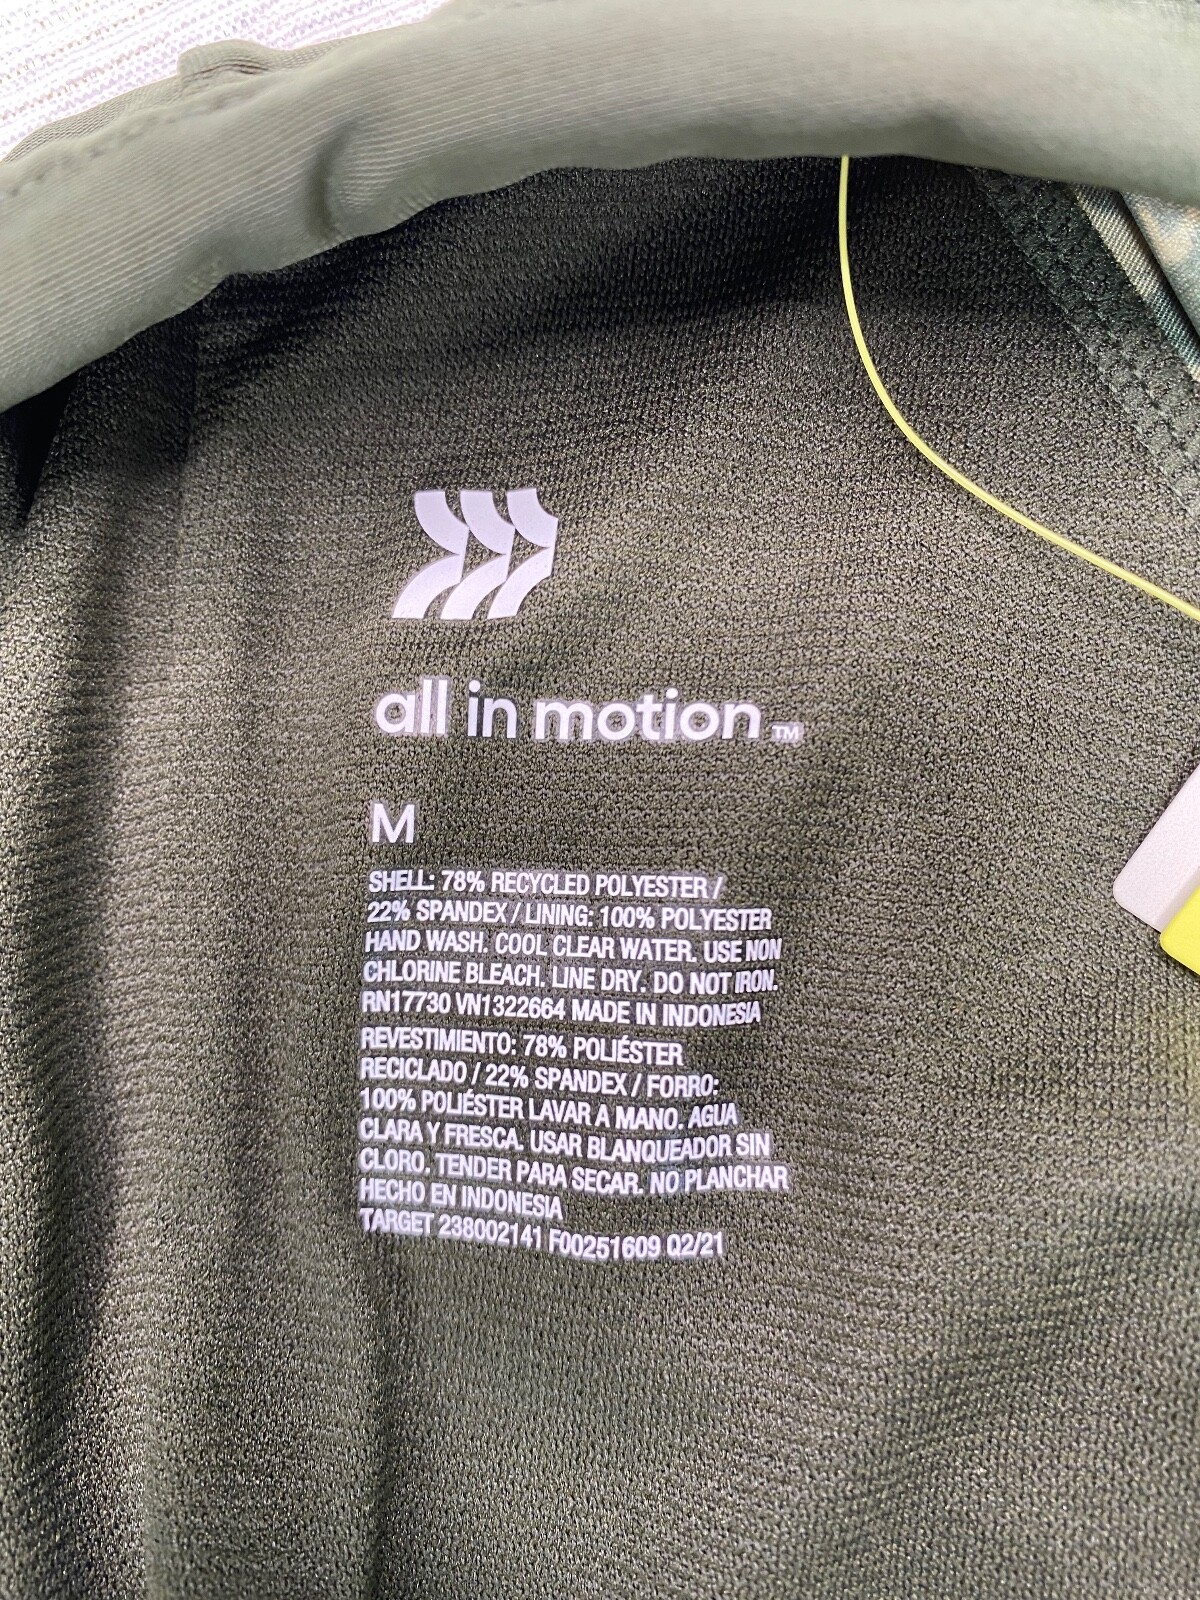 all in motion™
M
SHELL: 78% RECYCLED POLYESTER /
22% SPANDEX / LINING: 100% POLYESTER
HAND WASH. COOL CLEAR WATER. USE NON
CHLORINE BLEACH. LINE DRY. DO NOT IRON.
RN17730 VN1322664 MADE IN INDONESIA
REVESTIMIENTO: 78% POLIÉSTER
RECICLADO / 22% SPANDEX / FORRO:
100% POLIÉSTER LAVAR A MANO. AGUA
CLARA Y FRESCA. USAR BLANQUEADOR SIN
CLORO. TENDER PARA SECAR. NO PLANCHAR
HECHO EN INDONESIA
TARGET 238002141 F00251609 Q2/21